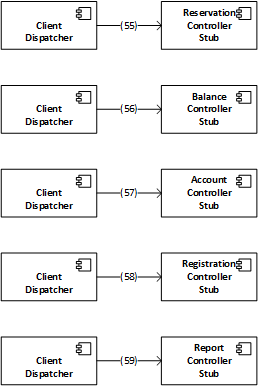 Client
Dispatcher
(55)
Reservation
Controller
Stub
Client
Dispatcher
(56)
Balance
Controller
Stub
Client
Dispatcher
(57)
Account
Controller
Stub
Client
Dispatcher
(58)
Registration
Controller
Stub
Client
Dispatcher
(59)
Report
Controller
Stub